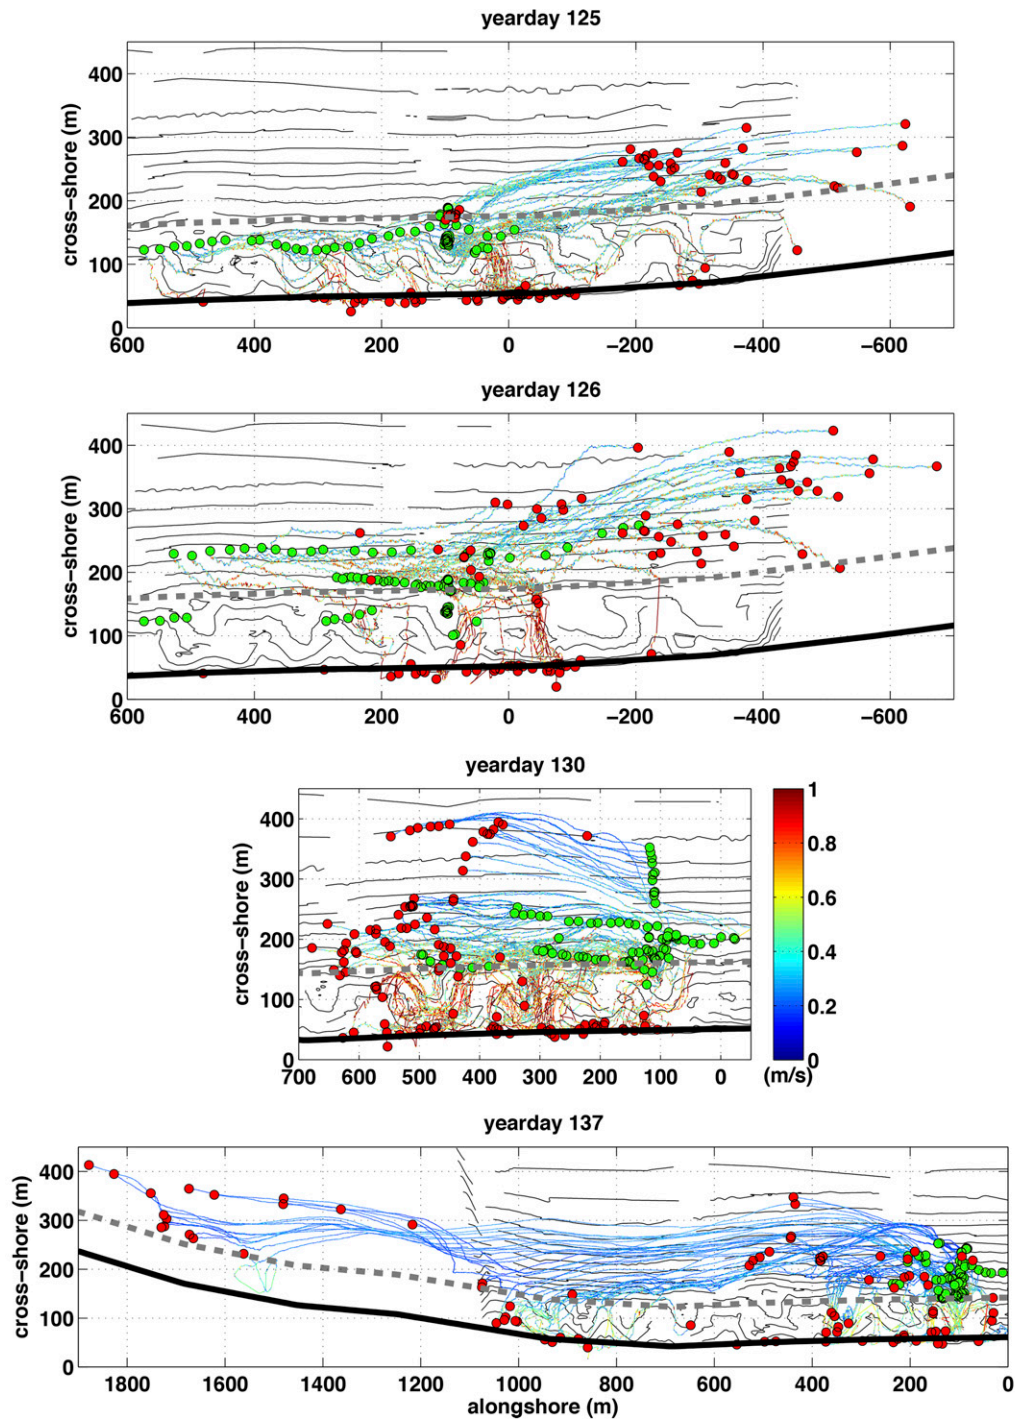 yearday 125
400
300
200
100
0
cross-shore (m)
600 400 200 0 −200 −400 −600
yearday 126
400
300
200
100
0
cross-shore (m)
600 400 200 0 −200 −400 −600
yearday 130
400
300
200
100
0
cross-shore (m)
700 600 500 400 300 200 100 0
1
0.8
0.6
0.4
0.2
0
(m/s)
yearday 137
400
300
200
100
0
cross-shore (m)
1800 1600 1400 1200 1000 800 600 400 200 0
alongshore (m)